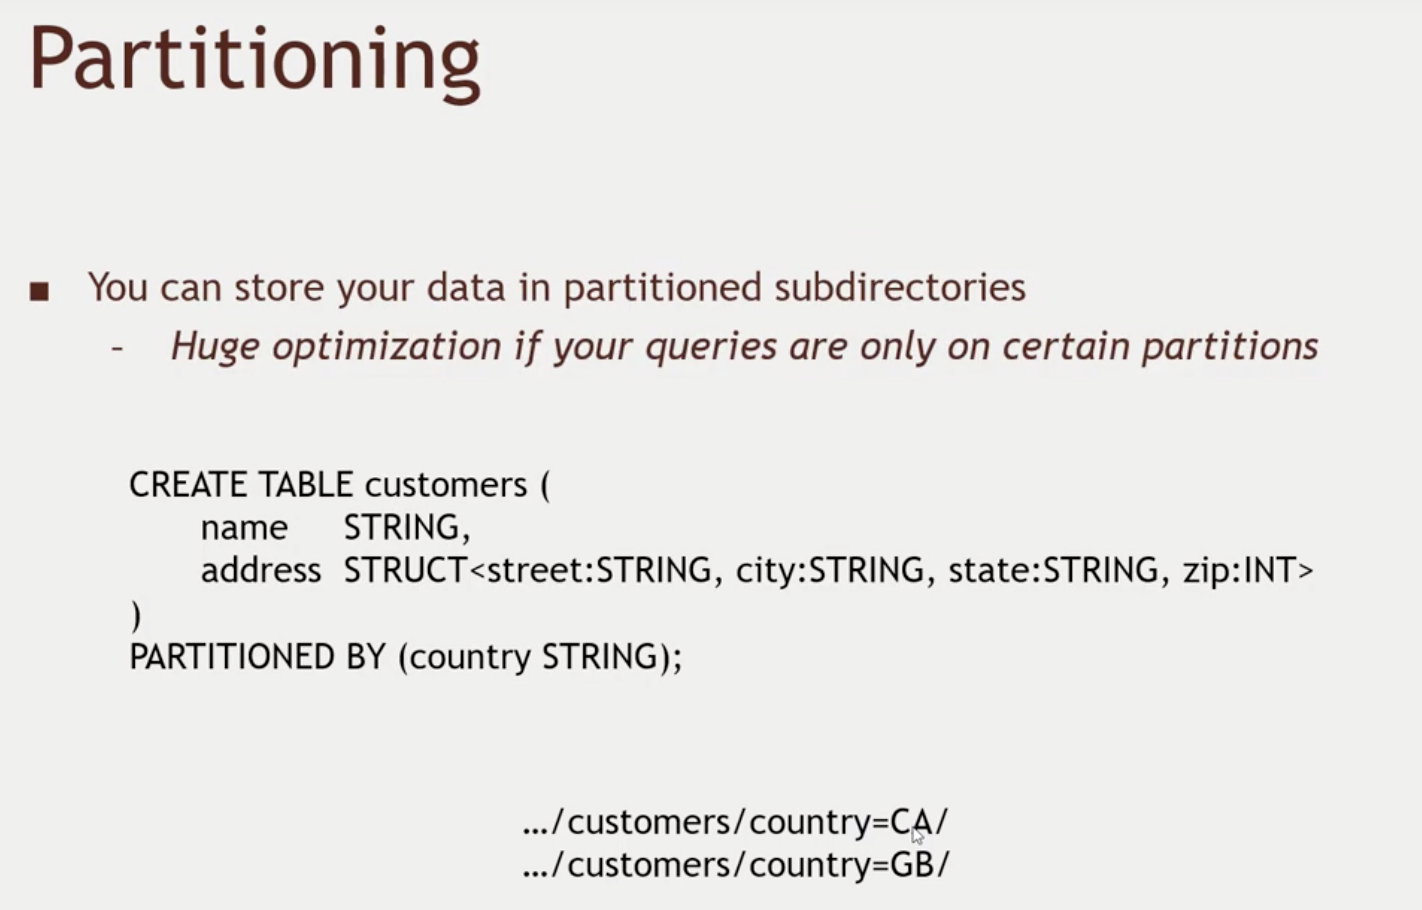 Partitioning
■ You can store your data in partitioned subdirectories
- Huge optimization if your queries are only on certain partitions
CREATE TABLE customers (
name STRING,
address STRUCT<street:STRING, city:STRING, state:STRING, zip:INT>
)
PARTITIONED BY (country STRING);
.../customers/country=CA/
.../customers/country=GB/